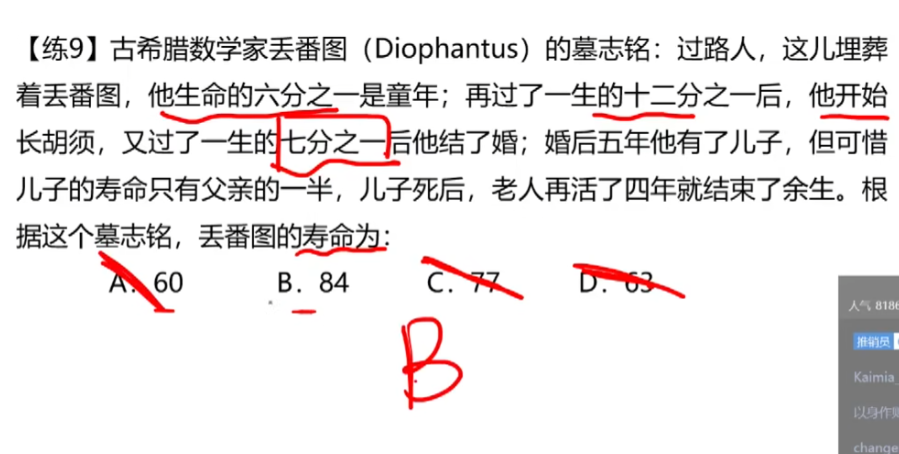 【练9】古希腊数学家丢番图（Diophantus）的墓志铭：过路人，这儿埋葬
着丢番图，他生命的六分之一是童年；再过了一生的十二分之一后，他开始
长胡须，又过了一生的七分之一后他结了婚；婚后五年他有了儿子，但可惜
儿子的寿命只有父亲的一半，儿子死后，老人再活了四年就结束了余生。根
据这个墓志铭，丢番图的寿命为：
A．60 B．84 C．77 D．63
B
人气 8186
推销员
Kaimia_
以身作则
change